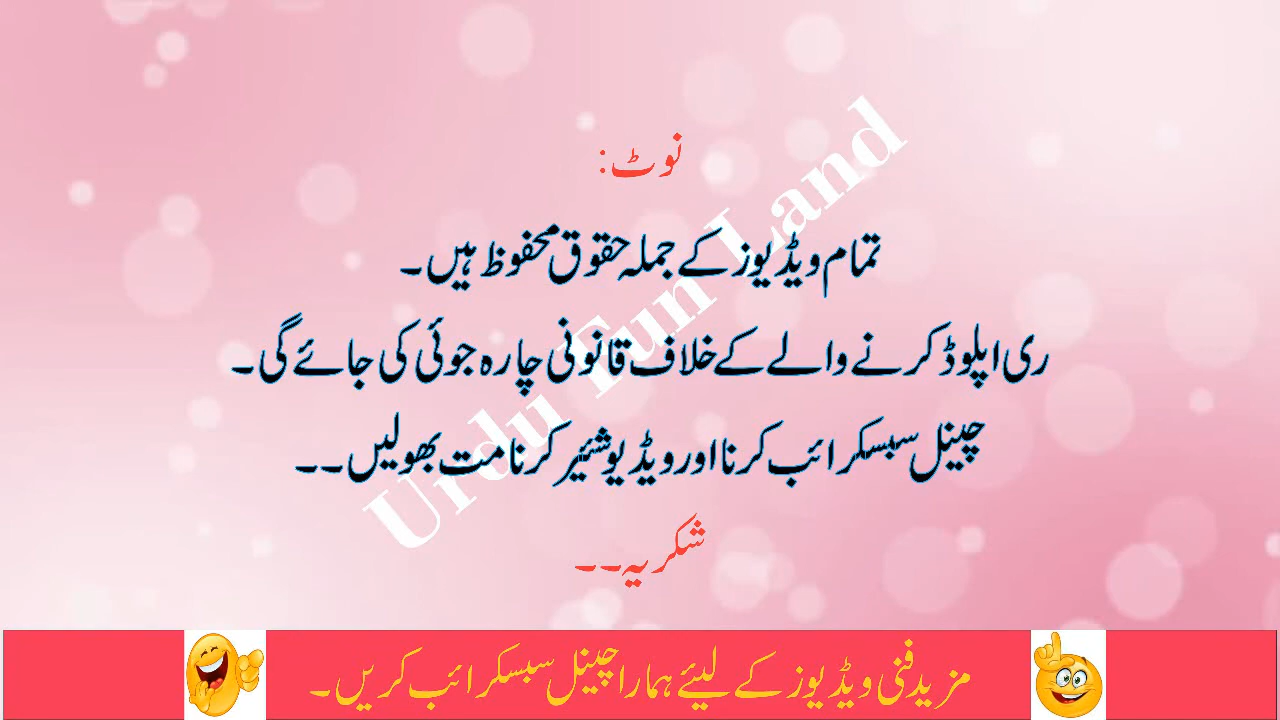 نوٹ:
تمام ویڈیوز کے جملہ حقوق محفوظ ہیں۔
ری اپلوڈ کرنے والے کے خلاف قانونی چارہ جوئی کی جائے گی۔
چینل سبسکرائب کرنا اور ویڈیو شئیر کرنا مت بھولیں۔۔
شکریہ۔۔
Urdu Fun Land
مزید فنی ویڈیوز کے لیئے ہمارا چینل سبسکرائب کریں۔